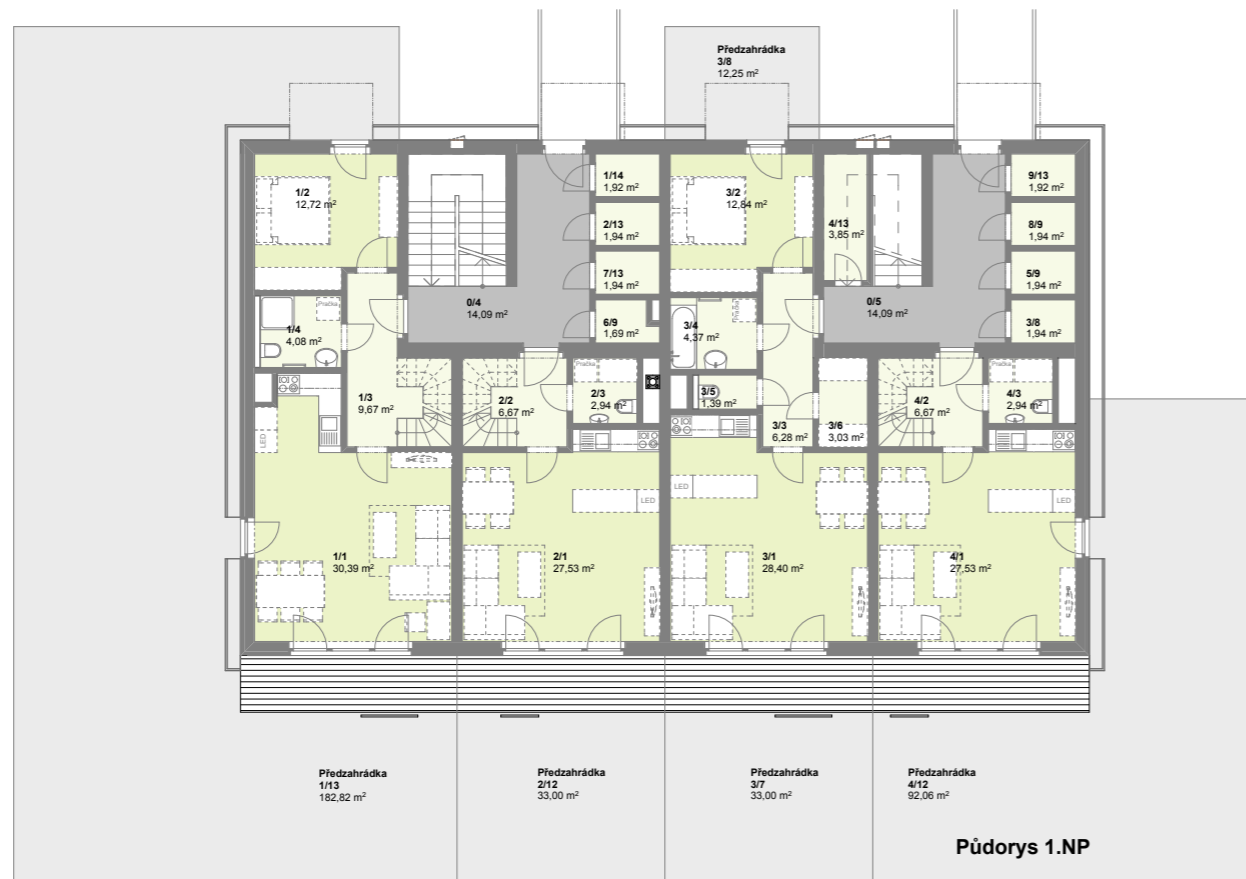 Předzahrádka
3/8
12,25 m²
1/2
12,72 m²
1/14
1,92 m²
2/13
1,94 m²
7/13
1,94 m²
6/9
1,69 m²
3/2
12,84 m²
4/13
3,85 m²
9/13
1,92 m²
8/9
1,94 m²
5/9
1,94 m²
3/8
1,94 m²
0/4
14,09 m²
0/5
14,09 m²
Pračka
1/4
4,08 m²
Pračka
3/4
4,37 m²
1/3
9,67 m²
2/2
6,67 m²
Pračka
2/3
2,94 m²
3/5
1,39 m²
3/3
6,28 m²
3/6
3,03 m²
4/2
6,67 m²
Pračka
4/3
2,94 m²
LED
LED
LED
LED
1/1
30,39 m²
2/1
27,53 m²
3/1
28,40 m²
4/1
27,53 m²
Předzahrádka
1/13
182,82 m²
Předzahrádka
2/12
33,00 m²
Předzahrádka
3/7
33,00 m²
Předzahrádka
4/12
92,06 m²
Půdorys 1.NP